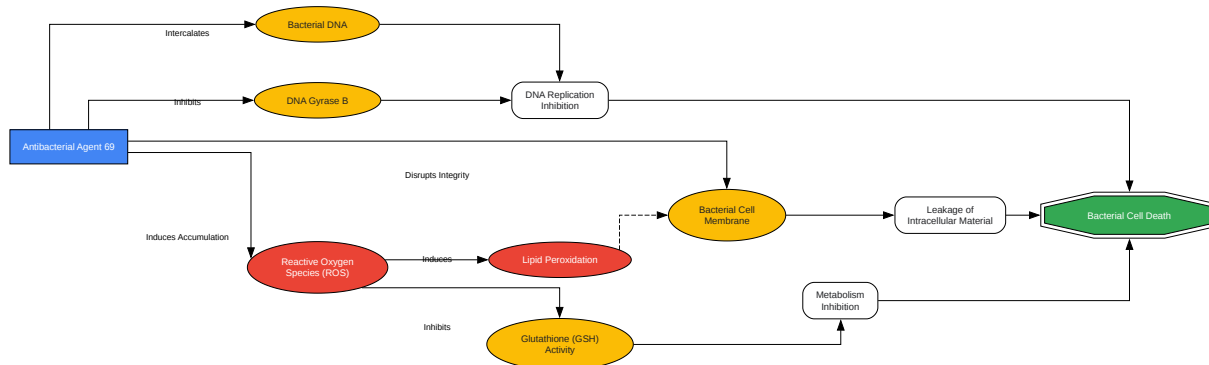 Bacterial DNA
Intercalates
DNA Replication
Inhibition
DNA Gyrase B
Inhibits
Antibacterial Agent 69
Disrupts Integrity
Bacterial Cell
Membrane
Leakage of
Intracellular Material
Bacterial Cell Death
Induces Accumulation
Reactive Oxygen
Species (ROS)
Induces
Lipid Peroxidation
Metabolism
Inhibition
Inhibits
Glutathione (GSH)
Activity